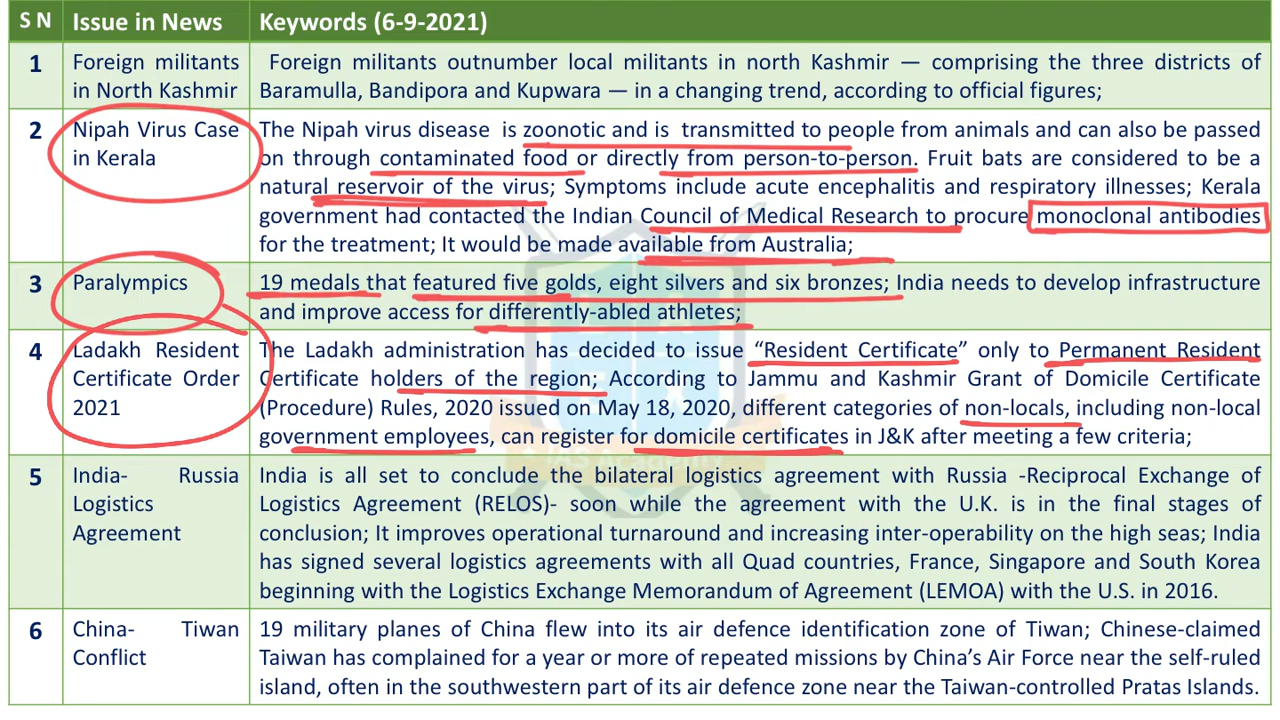 S N Issue in News Keywords (6-9-2021)
1 Foreign militants in North Kashmir
Foreign militants outnumber local militants in north Kashmir — comprising the three districts of
Baramulla, Bandipora and Kupwara — in a changing trend, according to official figures;
2 Nipah Virus Case in Kerala
The Nipah virus disease is zoonotic and is transmitted to people from animals and can also be passed
on through contaminated food or directly from person-to-person. Fruit bats are considered to be a
natural reservoir of the virus; Symptoms include acute encephalitis and respiratory illnesses; Kerala
government had contacted the Indian Council of Medical Research to procure monoclonal antibodies
for the treatment; It would be made available from Australia;
3 Paralympics
19 medals that featured five golds, eight silvers and six bronzes; India needs to develop infrastructure
and improve access for differently-abled athletes;
4 Ladakh Resident Certificate Order 2021
The Ladakh administration has decided to issue “Resident Certificate” only to Permanent Resident
Certificate holders of the region; According to Jammu and Kashmir Grant of Domicile Certificate
(Procedure) Rules, 2020 issued on May 18, 2020, different categories of non-locals, including non-local
government employees, can register for domicile certificates in J&K after meeting a few criteria;
5 India- Russia Logistics Agreement
India is all set to conclude the bilateral logistics agreement with Russia -Reciprocal Exchange of
Logistics Agreement (RELOS)- soon while the agreement with the U.K. is in the final stages of
conclusion; It improves operational turnaround and increasing inter-operability on the high seas; India
has signed several logistics agreements with all Quad countries, France, Singapore and South Korea
beginning with the Logistics Exchange Memorandum of Agreement (LEMOA) with the U.S. in 2016.
6 China- Tiwan Conflict
19 military planes of China flew into its air defence identification zone of Tiwan; Chinese-claimed
Taiwan has complained for a year or more of repeated missions by China’s Air Force near the self-ruled
island, often in the southwestern part of its air defence zone near the Taiwan-controlled Pratas Islands.
IAS Academy